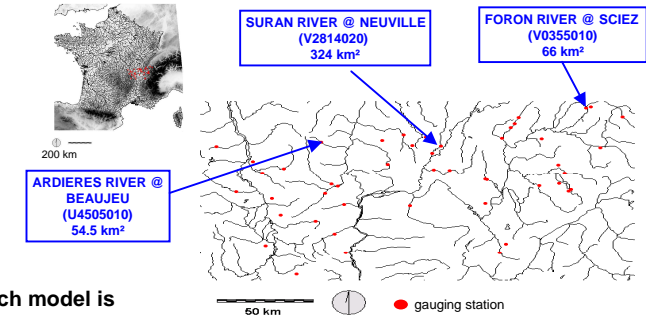 SURAN RIVER @ NEUVILLE
(V2814020)
324 km²
FORON RIVER @ SCIEZ
(V0355010)
66 km²
200 km
ARDIERES RIVER @
BEAUJEU
(U4505010)
54.5 km²
ch model is
50 km
gauging station